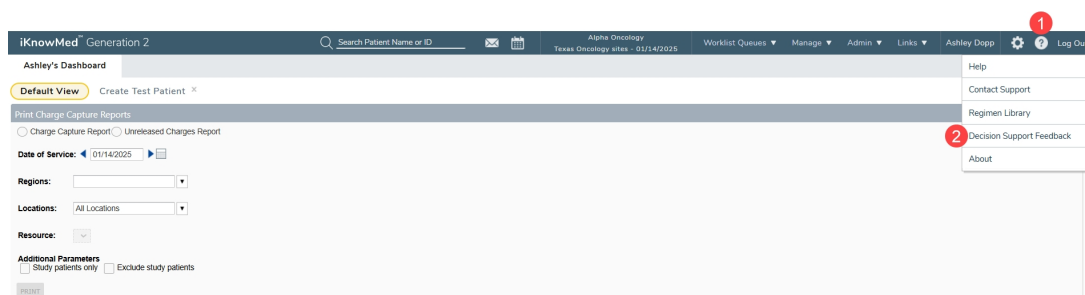 1
iKnowMed™ Generation 2 Search Patient Name or ID Alpha Oncology Worklist Queues ▼ Manage ▼ Admin ▼ Links ▼ Ashley Dopp ? Log Ou
Texas Oncology sites - 01/14/2025
Ashley's Dashboard
Help
Default View Create Test Patient ×
Contact Support
Print Charge Capture Reports
Regimen Library
Charge Capture Report Unreleased Charges Report
2 Decision Support Feedback
Date of Service: 01/14/2025
About
Regions:
Locations: All Locations
Resource:
Additional Parameters
Study patients only Exclude study patients
PRINT